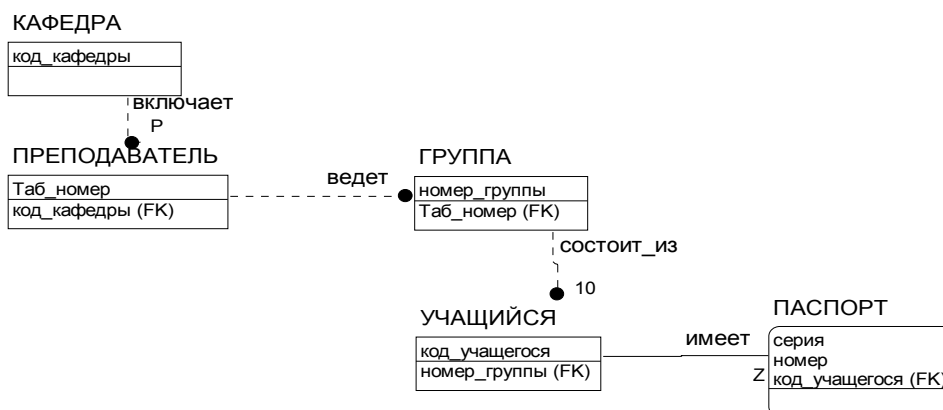 КАФЕДРА
код_кафедры
включает
P
ПРЕПОДАВАТЕЛЬ
Таб_номер
код_кафедры (FK)
ведет
ГРУППА
номер_группы
Таб_номер (FK)
состоит_из
10
УЧАЩИЙСЯ
код_учащегося
номер_группы (FK)
имеет
Z
ПАСПОРТ
серия
номер
код_учащегося (FK)